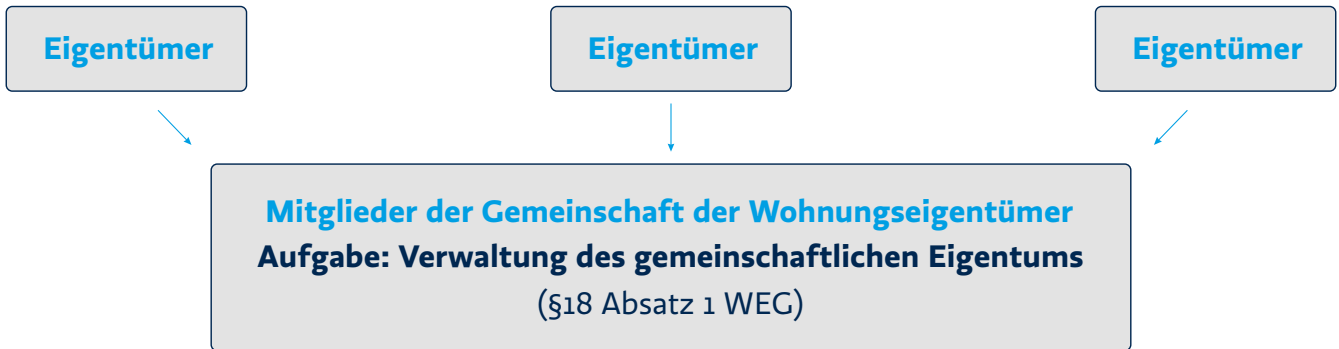 Eigentümer
Eigentümer
Eigentümer
Mitglieder der Gemeinschaft der Wohnungseigentümer
Aufgabe: Verwaltung des gemeinschaftlichen Eigentums
(§18 Absatz 1 WEG)